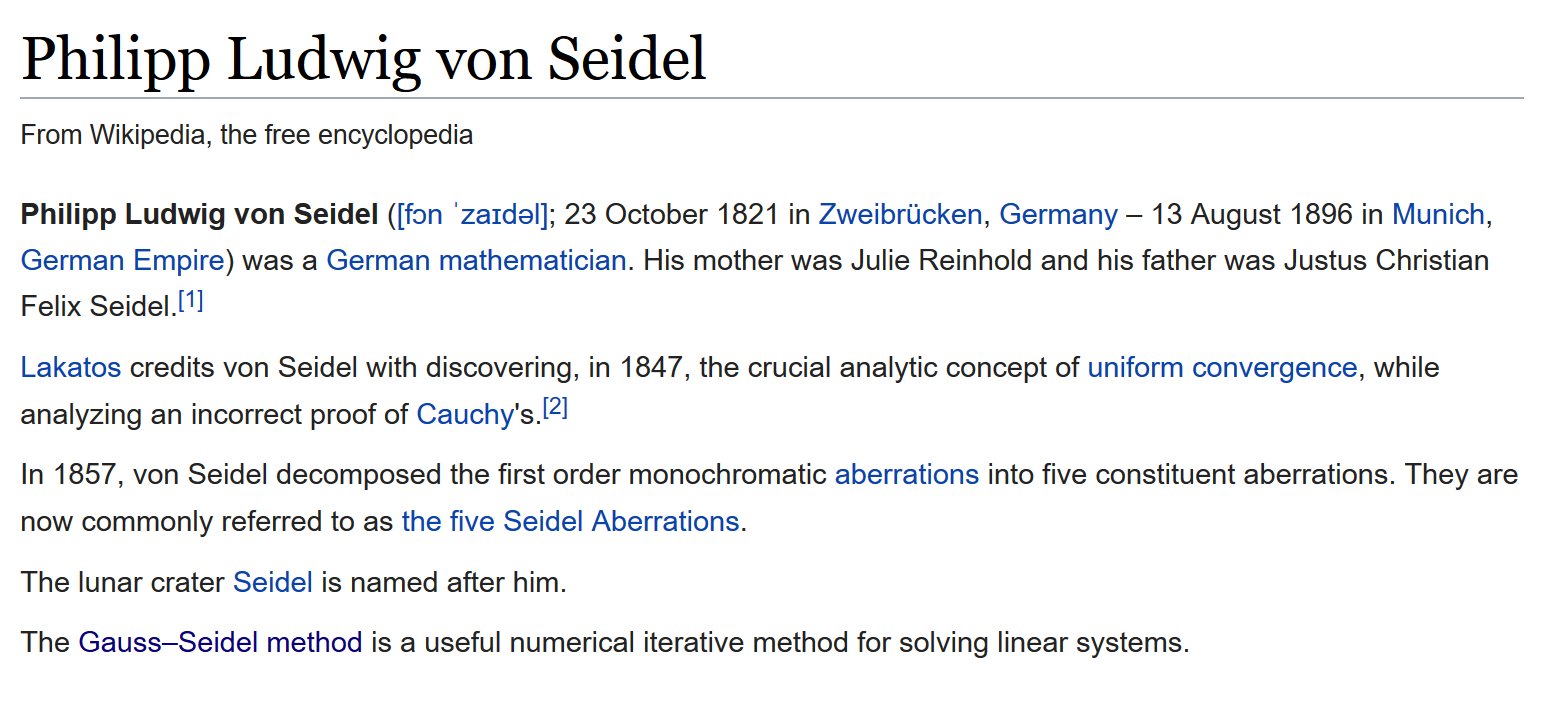 Philipp Ludwig von Seidel
From Wikipedia, the free encyclopedia
Philipp Ludwig von Seidel ([fɔn ˈzaɪdəl]; 23 October 1821 in Zweibrücken, Germany – 13 August 1896 in Munich,
German Empire) was a German mathematician. His mother was Julie Reinhold and his father was Justus Christian
Felix Seidel.[1]
Lakatos credits von Seidel with discovering, in 1847, the crucial analytic concept of uniform convergence, while
analyzing an incorrect proof of Cauchy's.[2]
In 1857, von Seidel decomposed the first order monochromatic aberrations into five constituent aberrations. They are
now commonly referred to as the five Seidel Aberrations.
The lunar crater Seidel is named after him.
The Gauss–Seidel method is a useful numerical iterative method for solving linear systems.